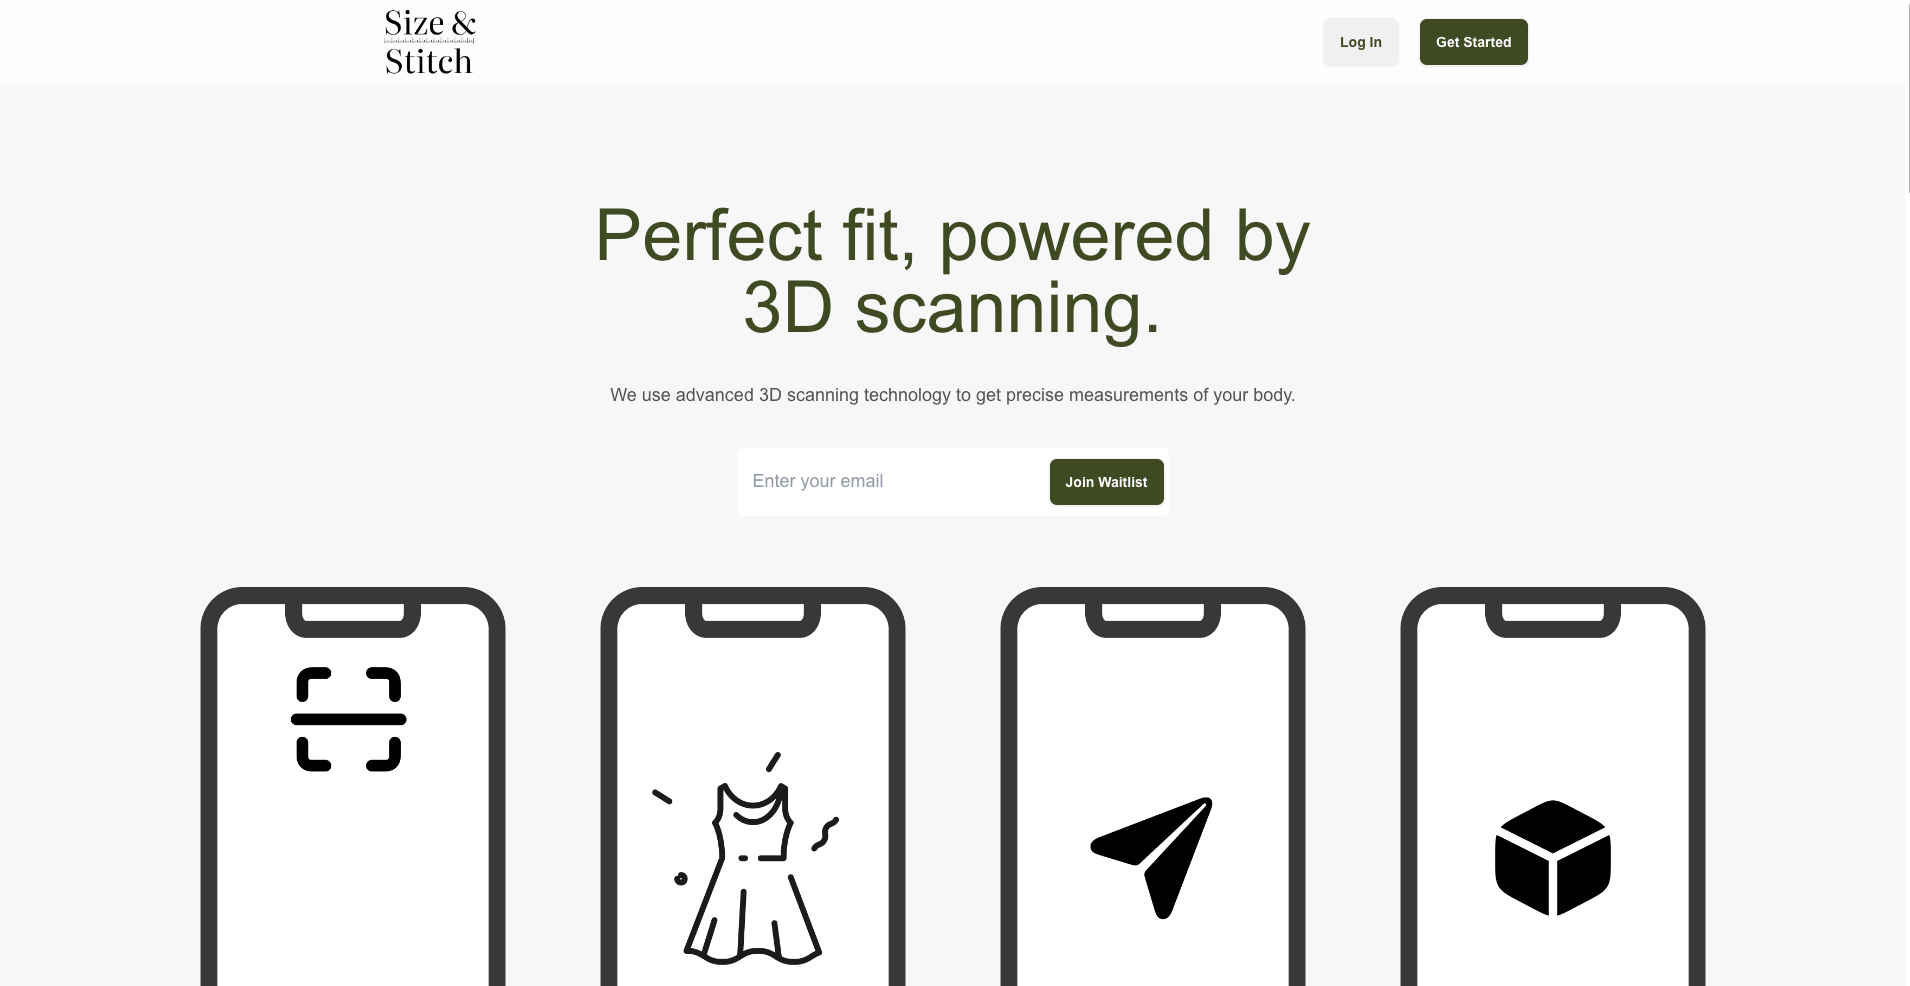 Size &
Stitch
Log In
Get Started
Perfect fit, powered by
3D scanning.
We use advanced 3D scanning technology to get precise measurements of your body.
Enter your email
Join Waitlist